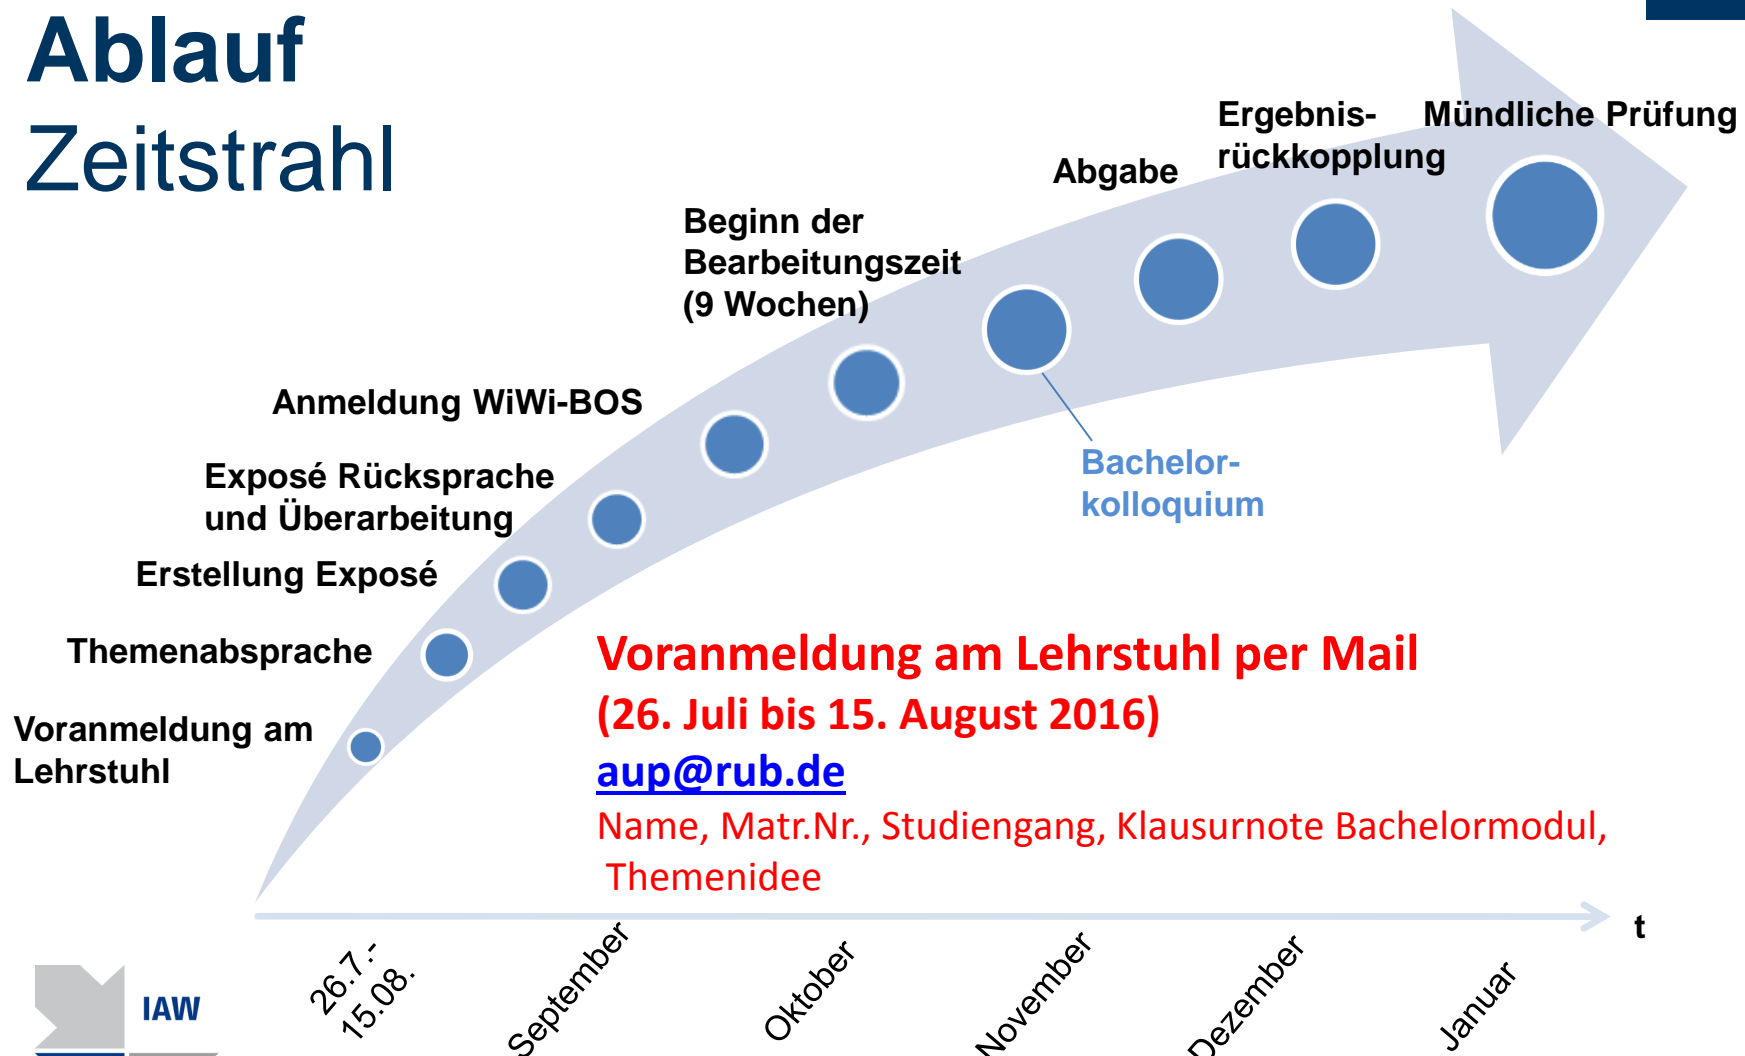 Ablauf
Zeitstrahl
Ergebnis-
rückkopplung
Mündliche Prüfung
Abgabe
Beginn der
Bearbeitungszeit
(9 Wochen)
Anmeldung WiWi-BOS
Bachelor-
kolloquium
Exposé Rücksprache
und Überarbeitung
Erstellung Exposé
Themenabsprache
Voranmeldung am
Lehrstuhl
Voranmeldung am Lehrstuhl per Mail
(26. Juli bis 15. August 2016)
aup@rub.de
Name, Matr.Nr., Studiengang, Klausurnote Bachelormodul,
Themenidee
t
26.7.-
15.08.
September
Oktober
November
Dezember
Januar
IAW